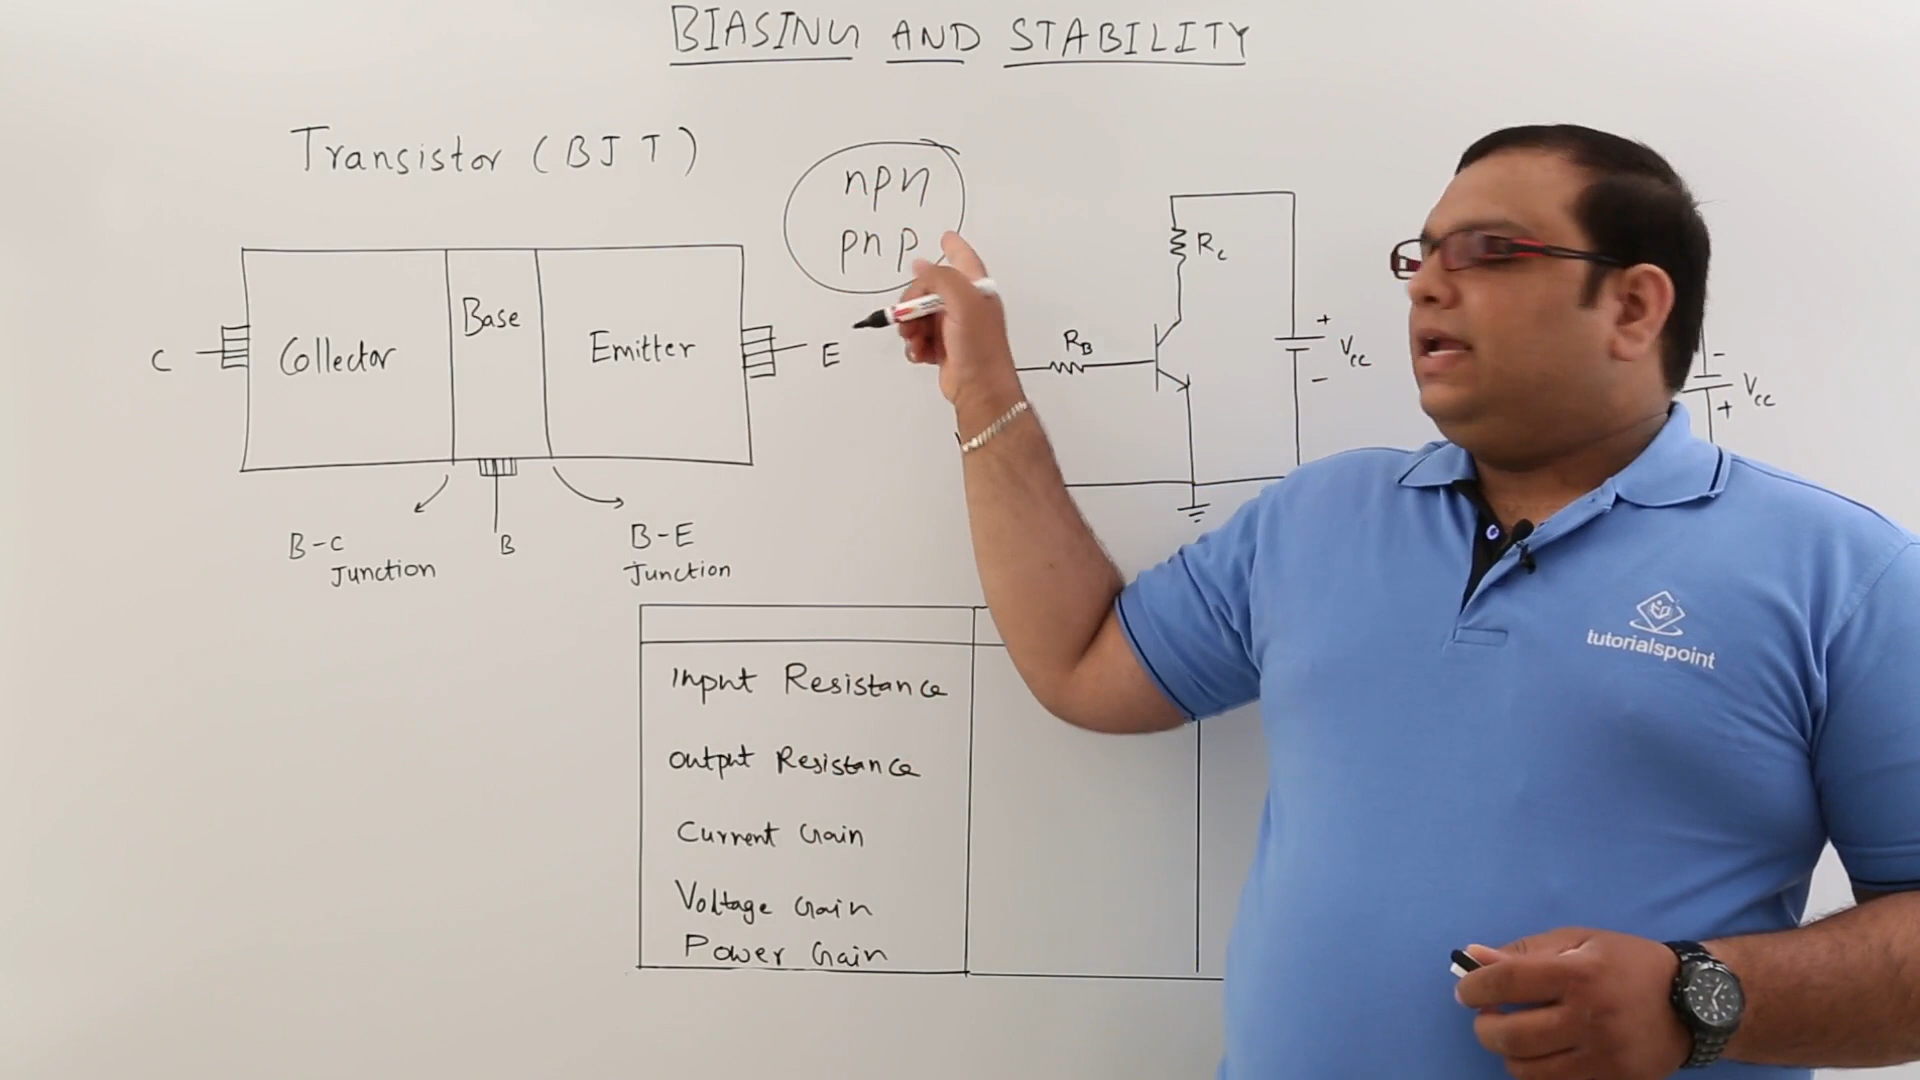 BIASING AND STABILITY
Transistor (BJT)
npn
pnp
Collector
Base
Emitter
C
E
B
B-C
Junction
B-E
Junction
RC
RB
+
VCC
-
-
VCC
+
Input Resistance
Output Resistance
Current Gain
Voltage Gain
Power Gain
tutorialspoint